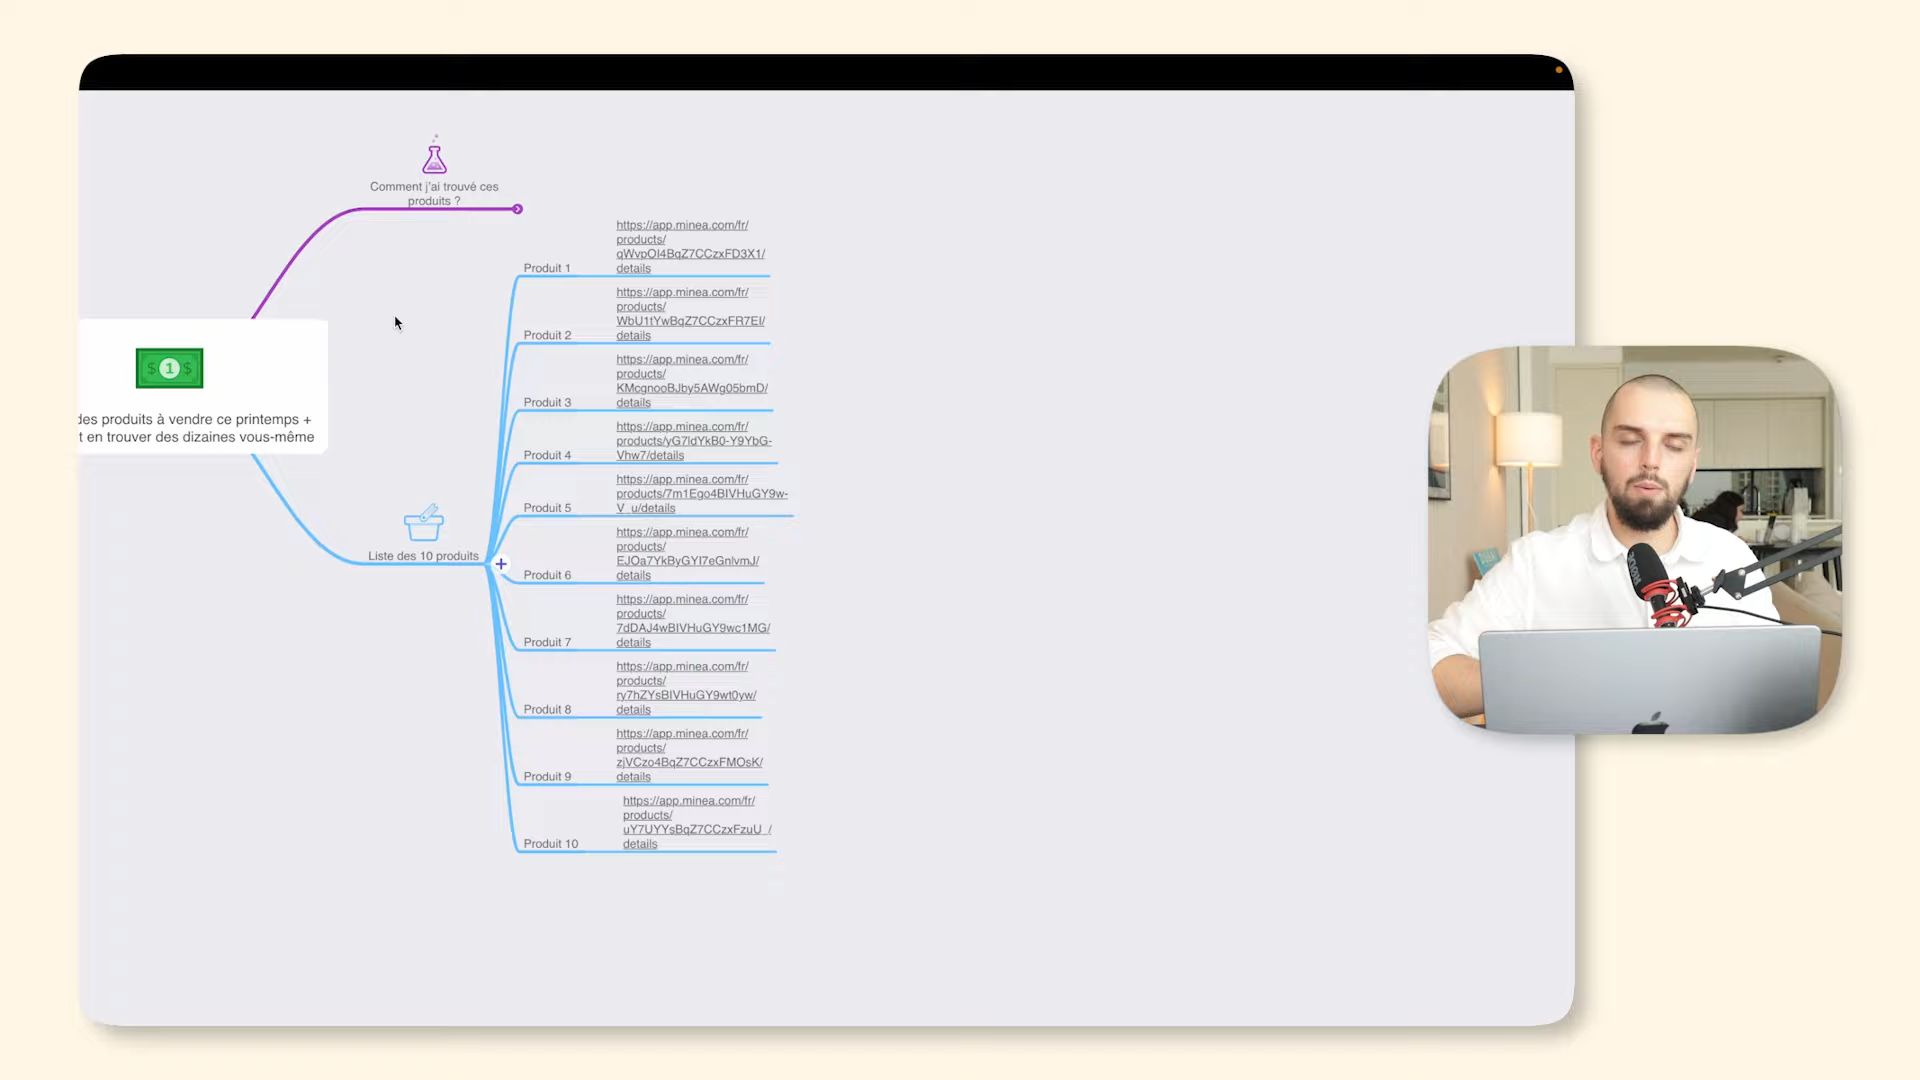 Comment j'ai trouvé ces
produits ?
des produits à vendre ce printemps +
t en trouver des dizaines vous-même
$ 1 $
Liste des 10 produits
Produit 1
https://app.minea.com/fr/
products/
qWvpOI4BqZ7CCzxFD3X1/
details
Produit 2
https://app.minea.com/fr/
products/
WbU1tYwBqZ7CCzxFR7EI/
details
Produit 3
https://app.minea.com/fr/
products/
KMcgnooBJby5AWg05bmD/
details
Produit 4
https://app.minea.com/fr/
products/yG7ldYkB0-Y9YbG-
Vhw7/details
Produit 5
https://app.minea.com/fr/
products/7m1Ego4BIVHuGY9w-
V_u/details
Produit 6
https://app.minea.com/fr/
products/
EJOa7YkByGYI7eGnlvmJ/
details
Produit 7
https://app.minea.com/fr/
products/
7dDAJ4wBIVHuGY9wc1MG/
details
Produit 8
https://app.minea.com/fr/
products/
ry7hZYsBIVHuGY9wt0yw/
details
Produit 9
https://app.minea.com/fr/
products/
zjVCzo4BqZ7CCzxFMOsK/
details
Produit 10
https://app.minea.com/fr/
products/
uY7UYYsBqZ7CCzxFzuU_/
details
RODE